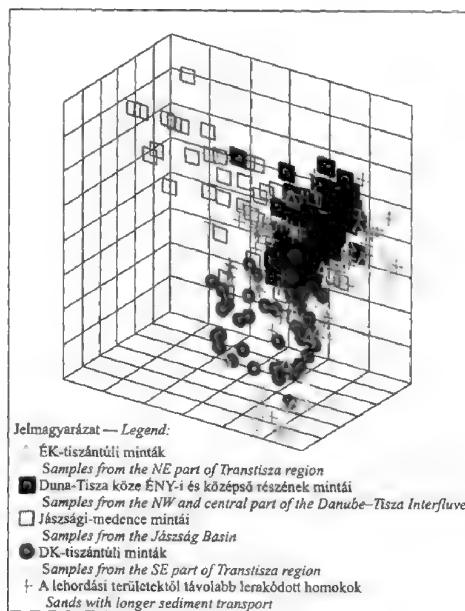 Jelmagyarázat — Legend:
ÉK-tiszántúli minták
Samples from the NE part of Transtisza region
Duna-Tisza köze ÉNY-i és középső részének mintái
Samples from the NW and central part of the Danube–Tisza Interfluve
Jászsági-medence mintái
Samples from the Jászság Basin
DK-tiszántúli minták
Samples from the SE part of Transtisza region
A lehordási területektől távolabb lerakódott homokok
Sands with longer sediment transport